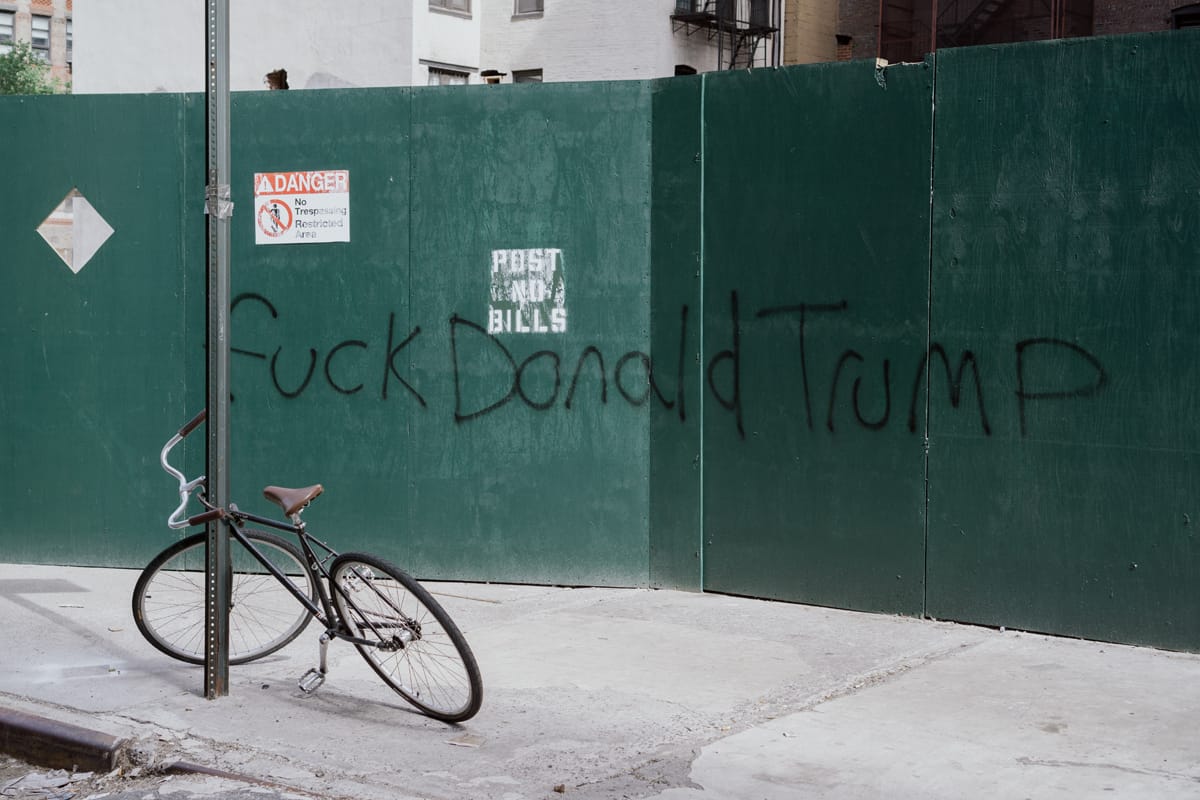 DANGER
No
Trespassing
Restricted
Area
POST
NO
BILLS
fuck Donald Trump